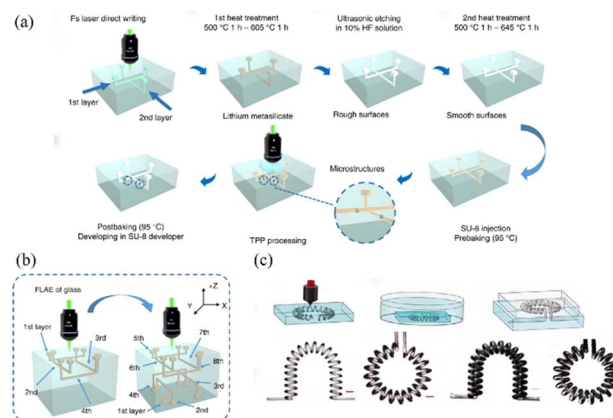 (a)
Fs laser direct writing
1st heat treatment
500 °C 1 h – 605 °C 1 h
Ultrasonic etching
in 10% HF solution
2nd heat treatment
500 °C 1 h – 645 °C 1 h
1st layer
2nd layer
Lithium metasilicate
Rough surfaces
Smooth surfaces
Microstructures
Postbaking (95 °C)
Developing in SU-8 developer
TPP processing
SU-8 injection
Prebaking (95 °C)
(b)
FLAE of glass
+Z
Y
X
1st layer
3rd
2nd
4th
5th
7th
6th
8th
4th
3rd
1st layer
2nd
(c)